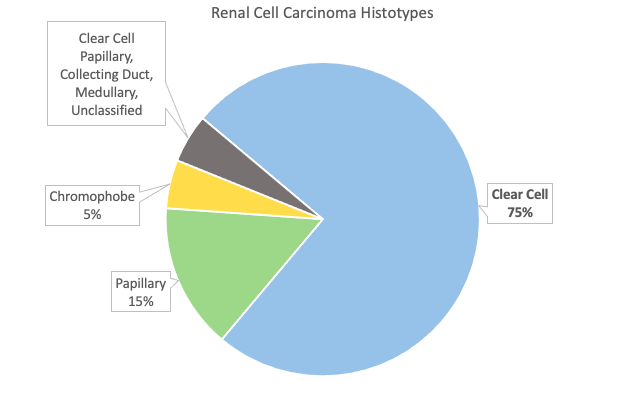 Renal Cell Carcinoma Histotypes
Clear Cell
Papillary,
Collecting Duct,
Medullary,
Unclassified
Chromophobe
5%
Clear Cell
75%
Papillary
15%